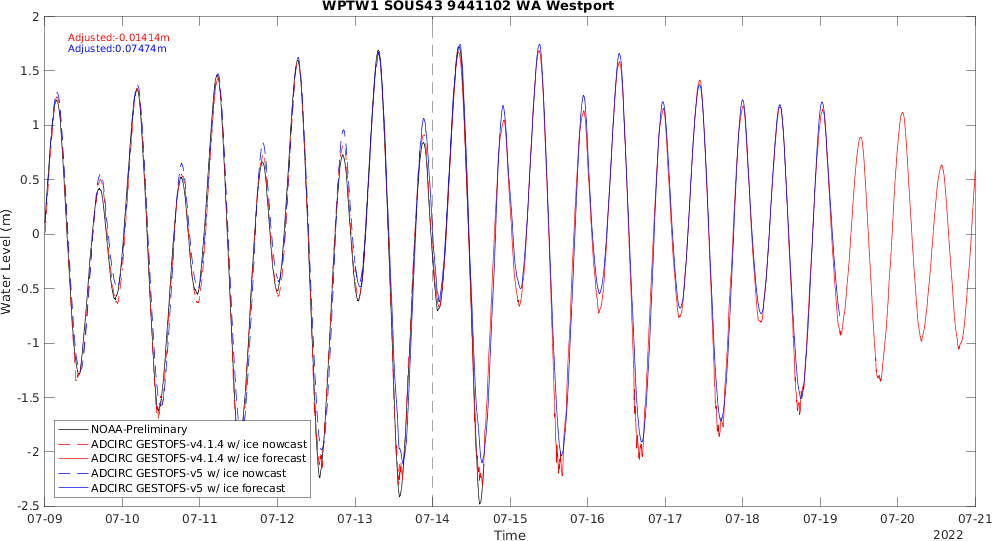 WPTW1 SOUS43 9441102 WA Westport
2
1.5
1
0.5
0
-0.5
-1
-1.5
-2
-2.5
Water Level (m)
Adjusted:-0.01414m
Adjusted:0.07474m
NOAA-Preliminary
ADCIRC GESTOFS-v4.1.4 w/ ice nowcast
ADCIRC GESTOFS-v4.1.4 w/ ice forecast
ADCIRC GESTOFS-v5 w/ ice nowcast
ADCIRC GESTOFS-v5 w/ ice forecast
07-09 07-10 07-11 07-12 07-13 07-14 07-15 07-16 07-17 07-18 07-19 07-20 07-21
Time
2022